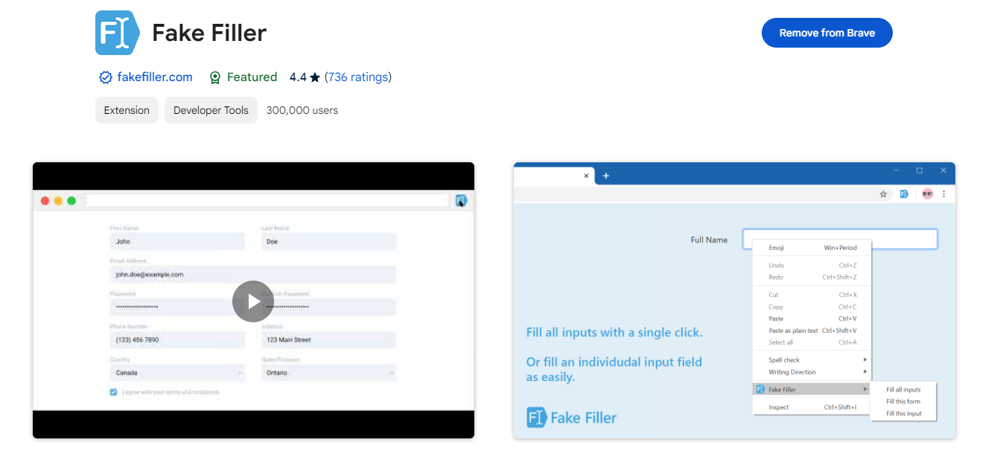 FI Fake Filler
Remove from Brave
fakefiller.com Featured 4.4 ★ (736 ratings)
Extension Developer Tools 300,000 users
First Name Last Name
John Doe
Email Address
john.doe@example.com
Password Confirm Password
Phone Number Address
(123) 456 7890 123 Main Street
Country State/Province
Canada Ontario
I agree with your terms and conditions
Full Name
Emoji Win+Period
Undo Ctrl+Z
Redo Ctrl+Shift+Z
Cut Ctrl+X
Copy Ctrl+C
Paste Ctrl+V
Paste as plain text Ctrl+Shift+V
Select all Ctrl+A
Spell check
Writing Direction
Fake Filler
Inspect Ctrl+Shift+I
Fill all inputs
Fill this form
Fill this input
Fill all inputs with a single click.
Or fill an individudal input field
as easily.
FI Fake Filler